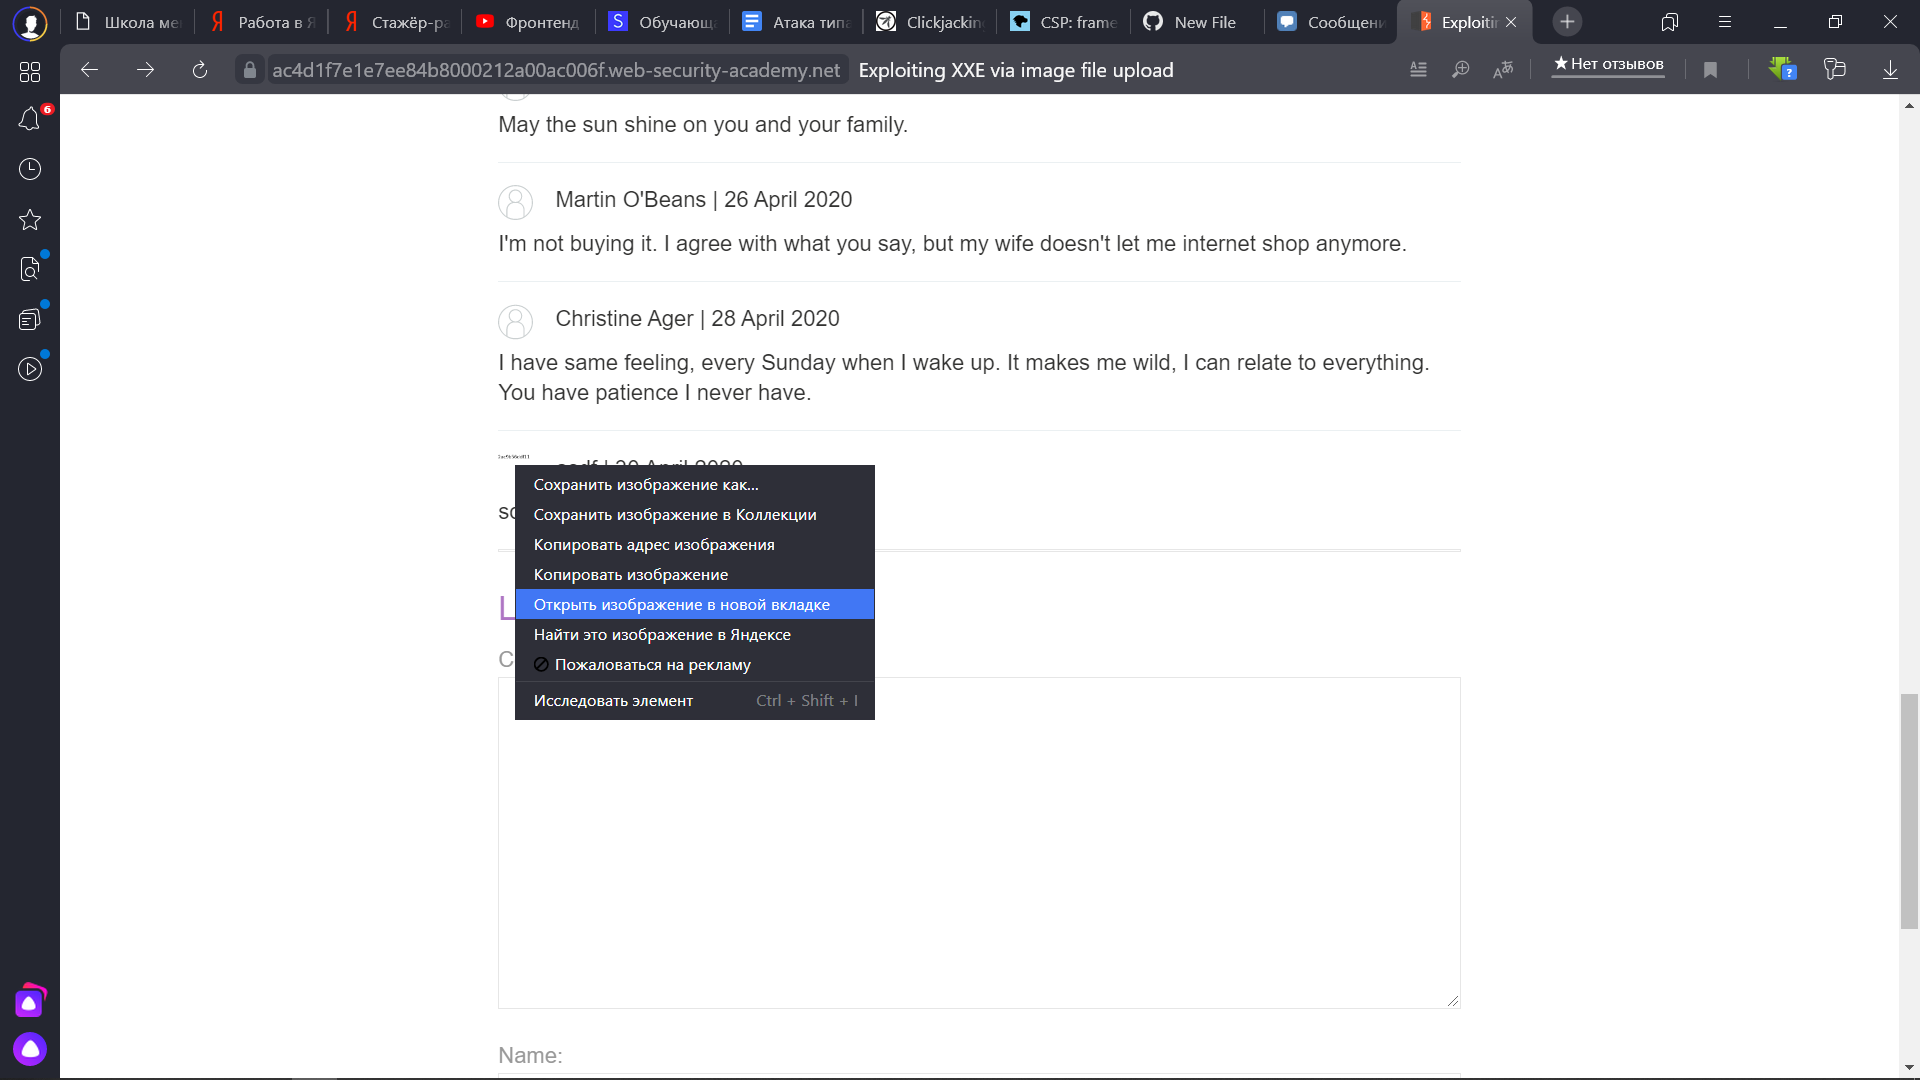 Школа ме
Работа в Я
Стажёр-ра
Фронтенд
Обучающ
Атака типа
Clickjackin
CSP: frame
New File
Сообщени
Exploitin
ac4d1f7e1e7ee84b8000212a00ac006f.web-security-academy.net Exploiting XXE via image file upload
★ Нет отзывов
6
May the sun shine on you and your family.
Martin O'Beans | 26 April 2020
I'm not buying it. I agree with what you say, but my wife doesn't let me internet shop anymore.
Christine Ager | 28 April 2020
I have same feeling, every Sunday when I wake up. It makes me wild, I can relate to everything.
You have patience I never have.
Сохранить изображение как...
Сохранить изображение в Коллекции
Копировать адрес изображения
Копировать изображение
Открыть изображение в новой вкладке
Найти это изображение в Яндексе
Пожаловаться на рекламу
Исследовать элемент Ctrl + Shift + I
Name: